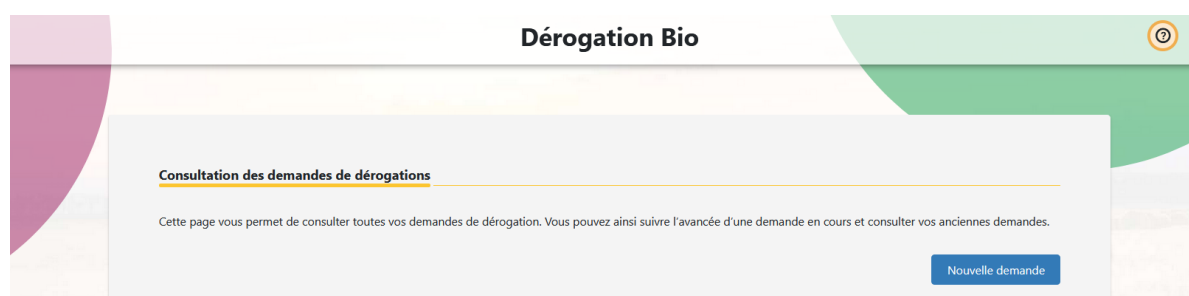 Dérogation Bio
?
Consultation des demandes de dérogations
Cette page vous permet de consulter toutes vos demandes de dérogation. Vous pouvez ainsi suivre l'avancée d'une demande en cours et consulter vos anciennes demandes.
Nouvelle demande